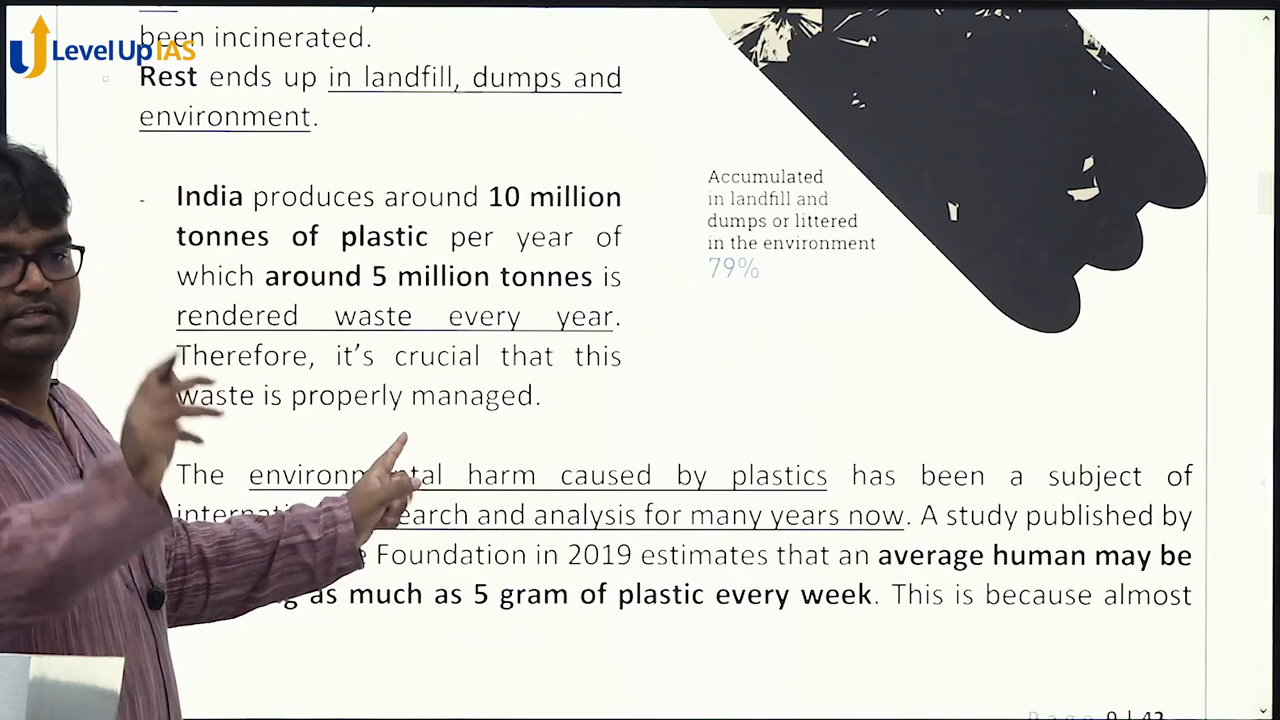 Level Up IAS
been incinerated.
Rest ends up in landfill, dumps and
environment.
- India produces around 10 million
tonnes of plastic per year of
which around 5 million tonnes is
rendered waste every year.
Therefore, it's crucial that this
waste is properly managed.
Accumulated
in landfill and
dumps or littered
in the environment
79%
The environmental harm caused by plastics has been a subject of
and analysis for many years now. A study published by
Foundation in 2019 estimates that an average human may be
as much as 5 gram of plastic every week. This is because almost